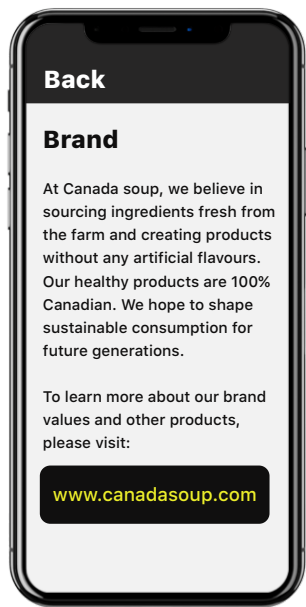 Back
Brand
At Canada soup, we believe in
sourcing ingredients fresh from
the farm and creating products
without any artificial flavours.
Our healthy products are 100%
Canadian. We hope to shape
sustainable consumption for
future generations.
To learn more about our brand
values and other products,
please visit:
www.canadasoup.com